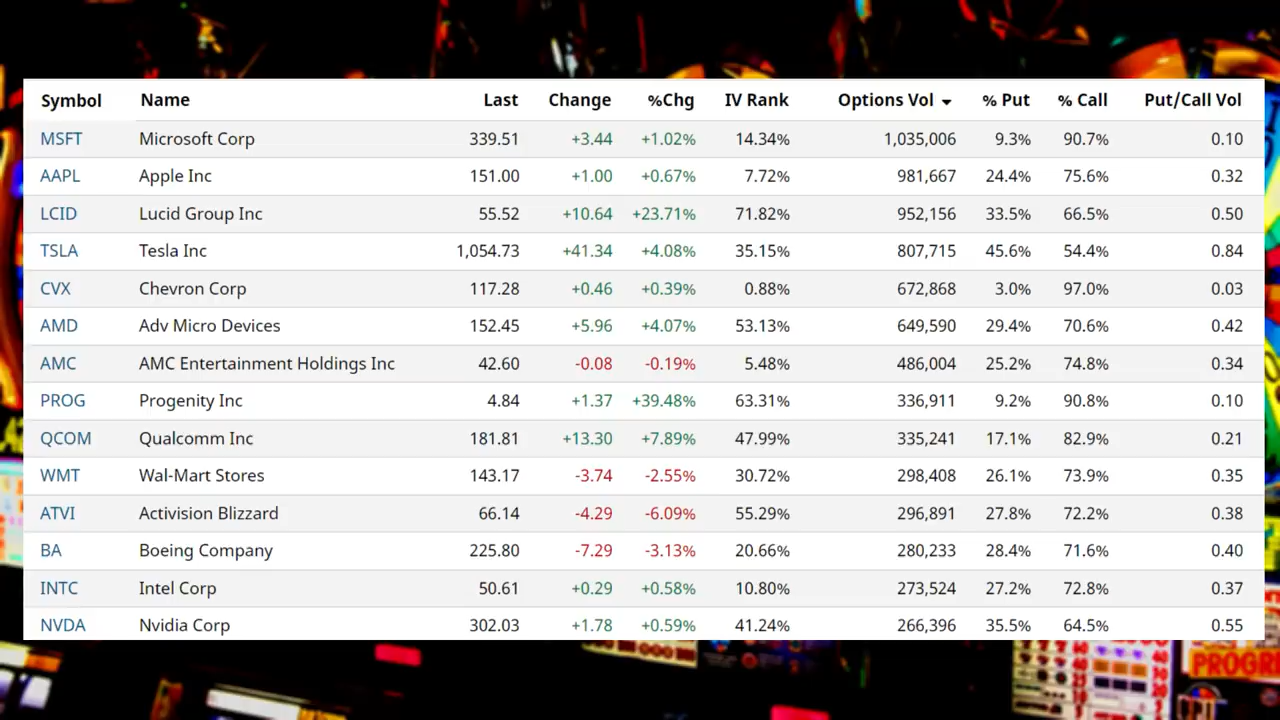 Symbol Name Last Change %Chg IV Rank Options Vol % Put % Call Put/Call Vol
MSFT Microsoft Corp 339.51 +3.44 +1.02% 14.34% 1,035,006 9.3% 90.7% 0.10
AAPL Apple Inc 151.00 +1.00 +0.67% 7.72% 981,667 24.4% 75.6% 0.32
LCID Lucid Group Inc 55.52 +10.64 +23.71% 71.82% 952,156 33.5% 66.5% 0.50
TSLA Tesla Inc 1,054.73 +41.34 +4.08% 35.15% 807,715 45.6% 54.4% 0.84
CVX Chevron Corp 117.28 +0.46 +0.39% 0.88% 672,868 3.0% 97.0% 0.03
AMD Adv Micro Devices 152.45 +5.96 +4.07% 53.13% 649,590 29.4% 70.6% 0.42
AMC AMC Entertainment Holdings Inc 42.60 -0.08 -0.19% 5.48% 486,004 25.2% 74.8% 0.34
PROG Progenity Inc 4.84 +1.37 +39.48% 63.31% 336,911 9.2% 90.8% 0.10
QCOM Qualcomm Inc 181.81 +13.30 +7.89% 47.99% 335,241 17.1% 82.9% 0.21
WMT Wal-Mart Stores 143.17 -3.74 -2.55% 30.72% 298,408 26.1% 73.9% 0.35
ATVI Activision Blizzard 66.14 -4.29 -6.09% 55.29% 296,891 27.8% 72.2% 0.38
BA Boeing Company 225.80 -7.29 -3.13% 20.66% 280,233 28.4% 71.6% 0.40
INTC Intel Corp 50.61 +0.29 +0.58% 10.80% 273,524 27.2% 72.8% 0.37
NVDA Nvidia Corp 302.03 +1.78 +0.59% 41.24% 266,396 35.5% 64.5% 0.55